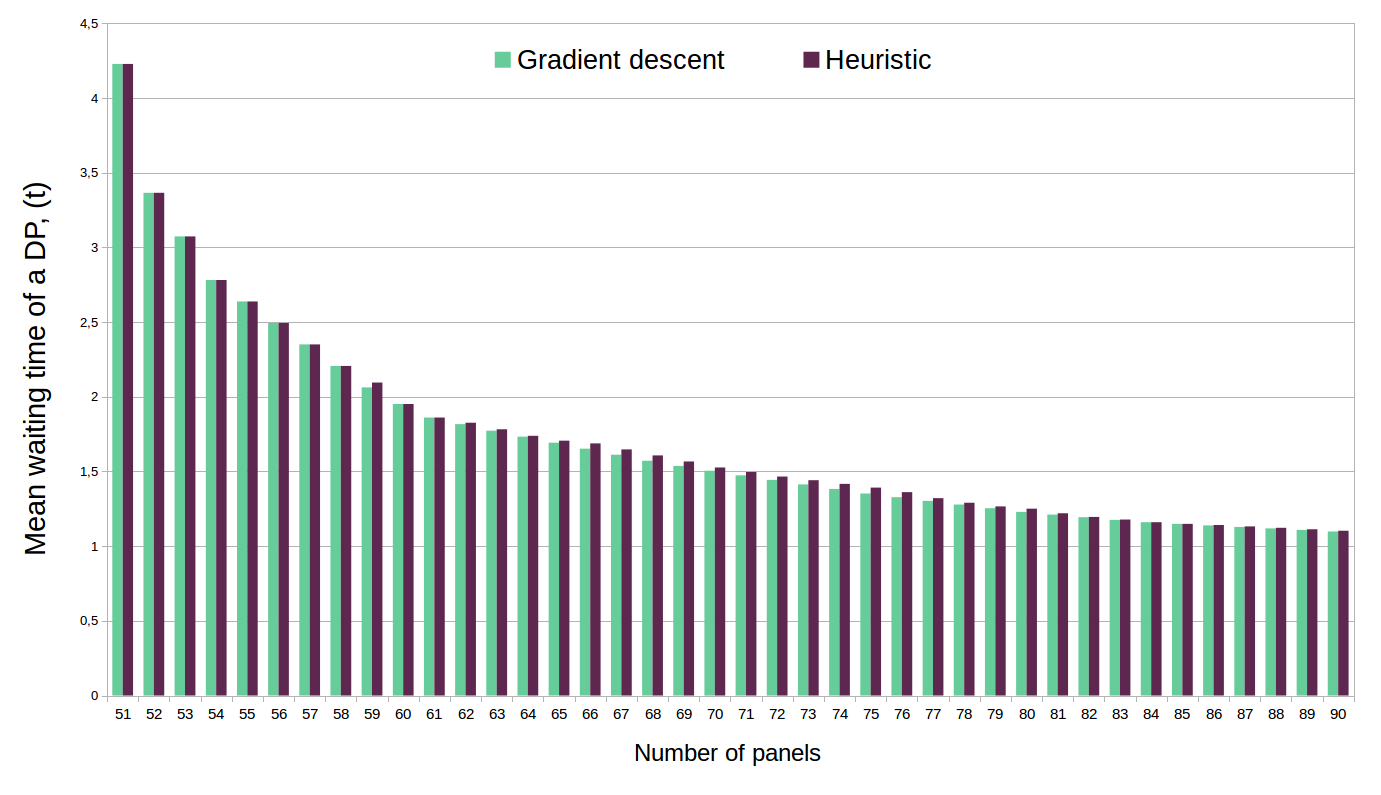 4,5
4
3,5
3
2,5
2
1,5
1
0,5
0
Gradient descent Heuristic
Mean waiting time of a DP, (t)
51 52 53 54 55 56 57 58 59 60 61 62 63 64 65 66 67 68 69 70 71 72 73 74 75 76 77 78 79 80 81 82 83 84 85 86 87 88 89 90
Number of panels